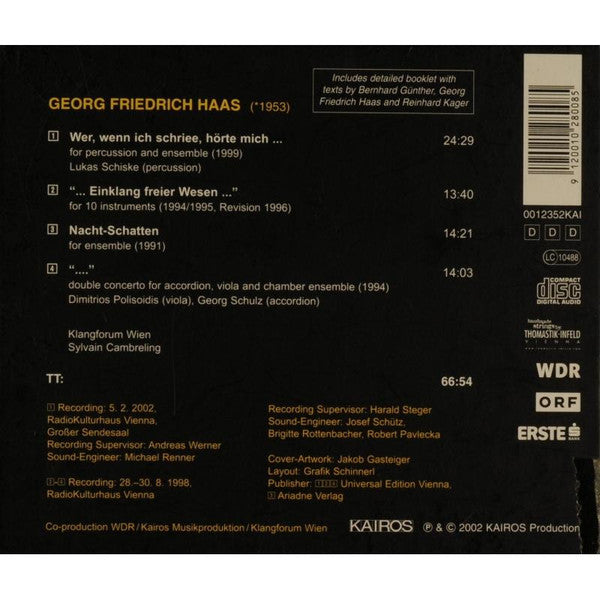 Includes detailed booklet with
texts by Bernhard Günther, Georg
Friedrich Haas and Reinhard Kager
GEORG FRIEDRICH HAAS (*1953)
1 Wer, wenn ich schriee, hörte mich ... 24:29
for percussion and ensemble (1999)
Lukas Schiske (percussion)
2 “... Einklang freier Wesen ...” 13:40
for 10 instruments (1994/1995, Revision 1996)
3 Nacht-Schatten 14:21
for ensemble (1991)
4 “....” 14:03
double concerto for accordion, viola and chamber ensemble (1994)
Dimitrios Polisoidis (viola), Georg Schulz (accordion)
Klangforum Wien
Sylvain Cambreling
TT: 66:54
1 Recording: 5. 2. 2002,
RadioKulturhaus Vienna,
Großer Sendesaal
Recording Supervisor: Andreas Werner
Sound-Engineer: Michael Renner
2–4 Recording: 28.–30. 8. 1998,
RadioKulturhaus Vienna
Recording Supervisor: Harald Steger
Sound-Engineer: Josef Schütz,
Brigitte Rottenbacher, Robert Pavlecka
Cover-Artwork: Jakob Gasteiger
Layout: Grafik Schinnerl
Publisher: Universal Edition Vienna,
3 Ariadne Verlag
Co-production WDR / Kairos Musikproduktion / Klangforum Wien
KAIROS ℗ & © 2002 KAIROS Production
9 120010 280085
0012352KAI
D D D
LC 10488
COMPACT
disc
DIGITAL AUDIO
strings by
THOMASTIK-INFELD
VIENNA
WDR
ORF
ERSTE BANK